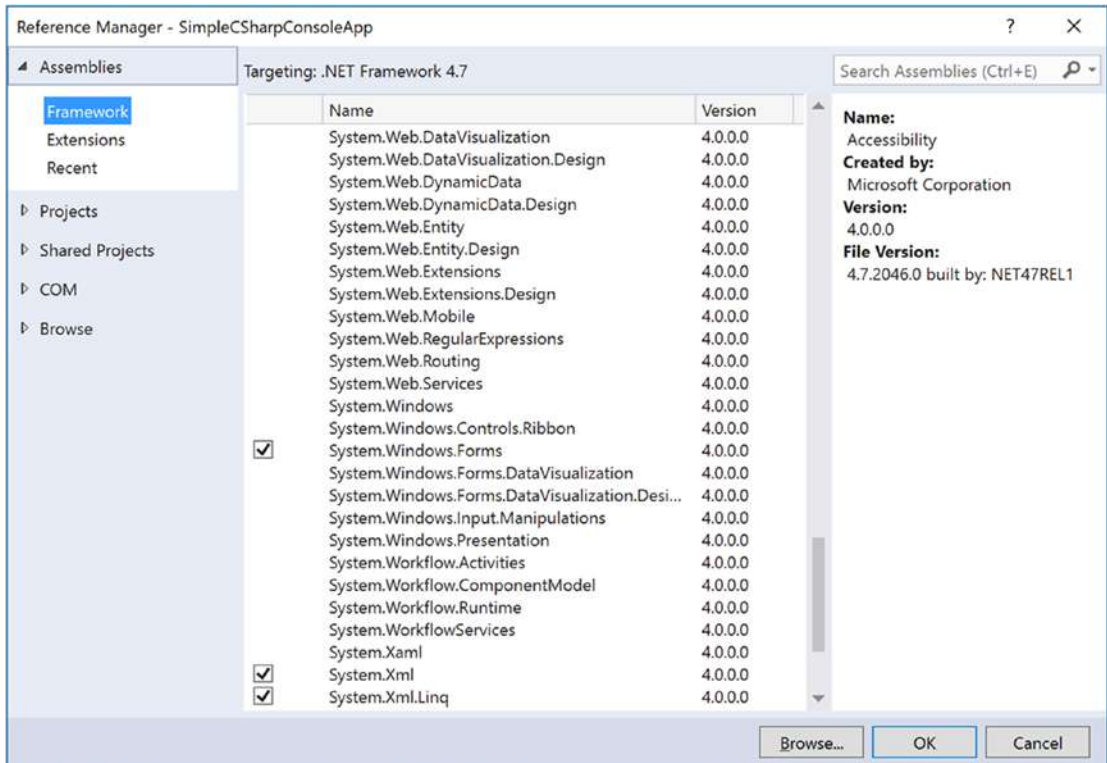 Reference Manager - SimpleCSharpConsoleApp ? X
Assemblies
Targeting: .NET Framework 4.7
Search Assemblies (Ctrl+E)
Framework
Extensions
Recent
Projects
Shared Projects
COM
Browse
Name Version
System.Web.DataVisualization 4.0.0.0
System.Web.DataVisualization.Design 4.0.0.0
System.Web.DynamicData 4.0.0.0
System.Web.DynamicData.Design 4.0.0.0
System.Web.Entity 4.0.0.0
System.Web.Entity.Design 4.0.0.0
System.Web.Extensions 4.0.0.0
System.Web.Extensions.Design 4.0.0.0
System.Web.Mobile 4.0.0.0
System.Web.RegularExpressions 4.0.0.0
System.Web.Routing 4.0.0.0
System.Web.Services 4.0.0.0
System.Windows 4.0.0.0
System.Windows.Controls.Ribbon 4.0.0.0
System.Windows.Forms 4.0.0.0
System.Windows.Forms.DataVisualization 4.0.0.0
System.Windows.Forms.DataVisualization.Desi... 4.0.0.0
System.Windows.Input.Manipulations 4.0.0.0
System.Windows.Presentation 4.0.0.0
System.Workflow.Activities 4.0.0.0
System.Workflow.ComponentModel 4.0.0.0
System.Workflow.Runtime 4.0.0.0
System.WorkflowServices 4.0.0.0
System.Xaml 4.0.0.0
System.Xml 4.0.0.0
System.Xml.Linq 4.0.0.0
Name:
Accessibility
Created by:
Microsoft Corporation
Version:
4.0.0.0
File Version:
4.7.2046.0 built by: NET47REL1
Browse... OK Cancel